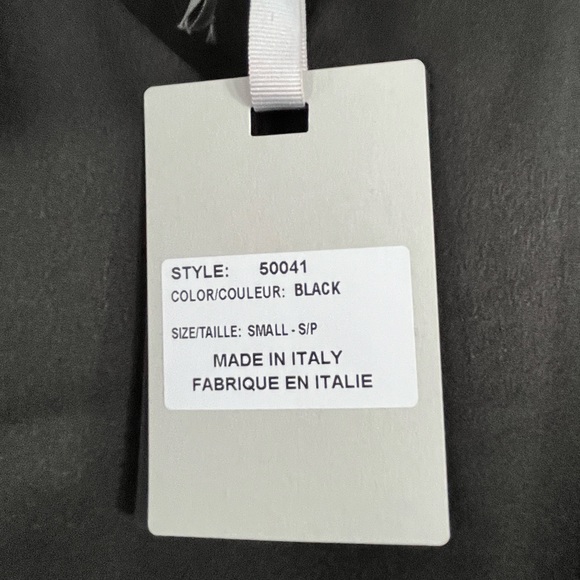 STYLE: 50041
COLOR/COULEUR: BLACK
SIZE/TAILLE: SMALL - S/P
MADE IN ITALY
FABRIQUE EN ITALIE